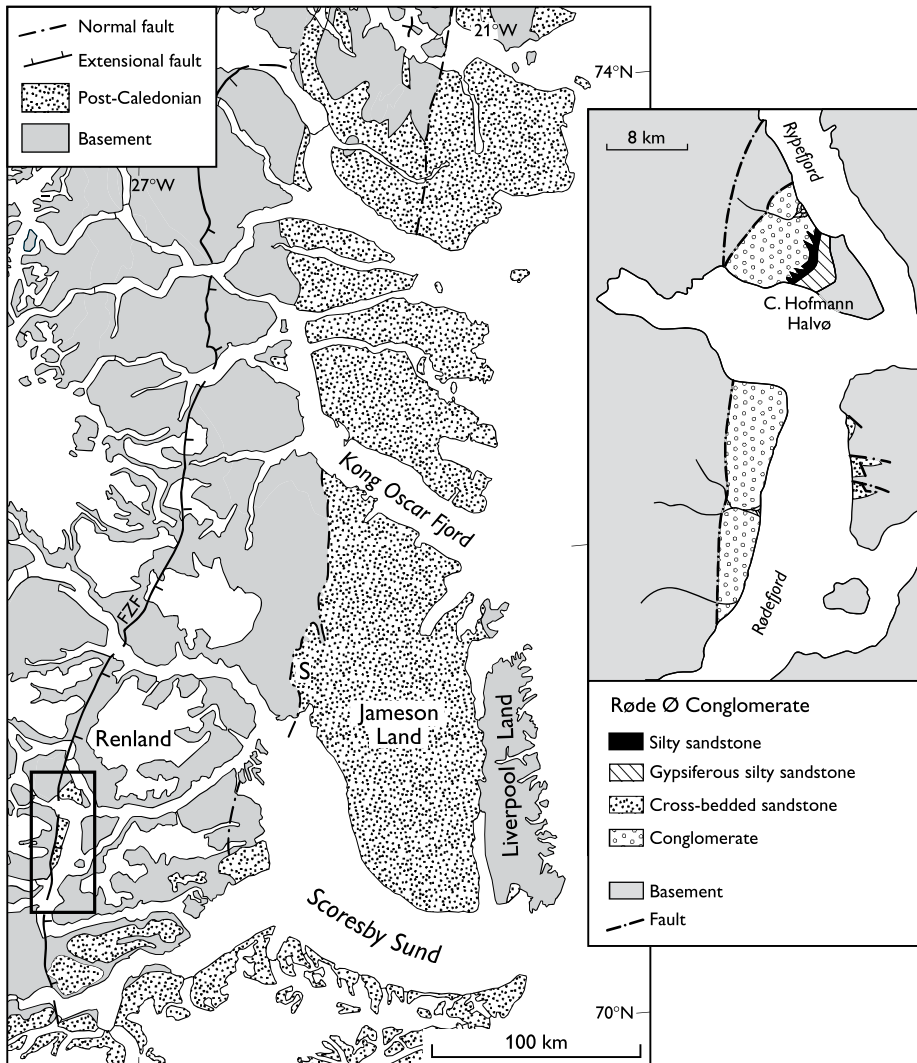 Normal fault
Extensional fault
Post-Caledonian
Basement
21°W
74°N
27°W
Kong Oscar Fjord
FZF
S
Jameson
Land
Liverpool Land
Renland
Scoresby Sund
70°N
100 km
8 km
Rypefjord
C. Hofmann
Halvø
Rødefjord
Røde Ø Conglomerate
Silty sandstone
Gypsiferous silty sandstone
Cross-bedded sandstone
Conglomerate
Basement
Fault